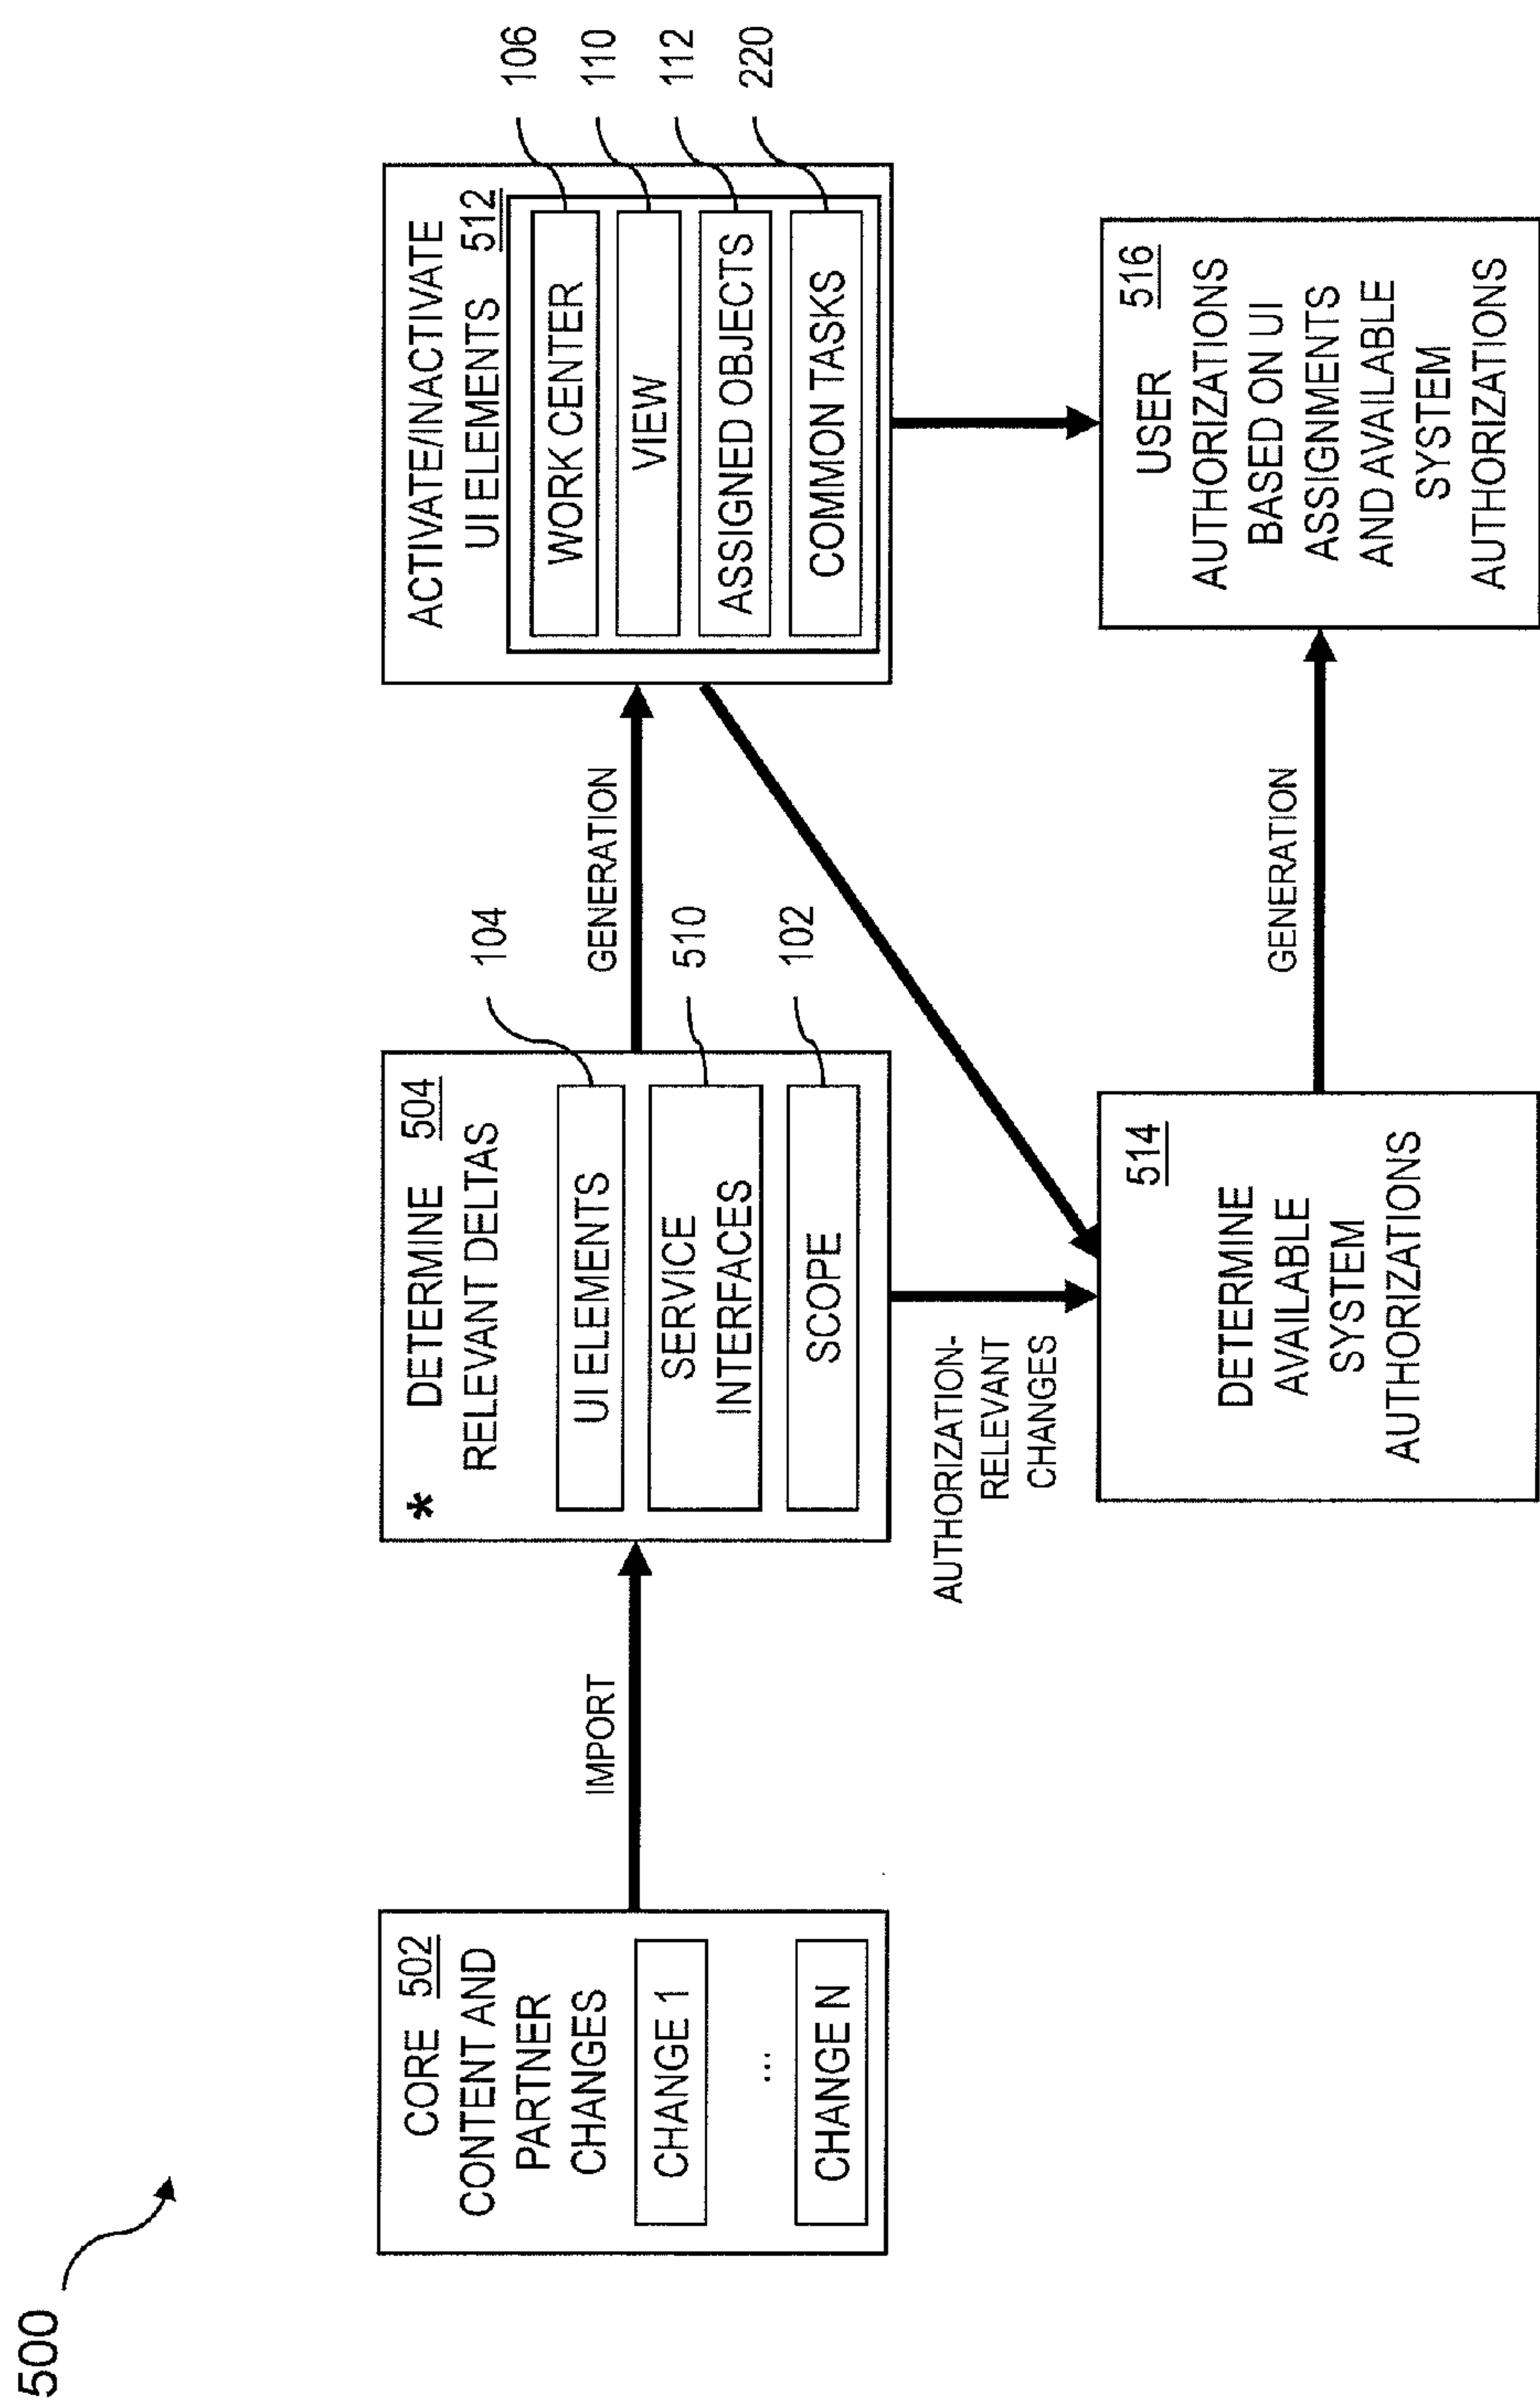 500
CORE 502
CONTENT AND
PARTNER
CHANGES
CHANGE 1
...
CHANGE N
IMPORT
* DETERMINE 504
RELEVANT DELTAS
UI ELEMENTS
SERVICE
INTERFACES
SCOPE
104
510
102
GENERATION
ACTIVATE/INACTIVATE
UI ELEMENTS 512
WORK CENTER
VIEW
ASSIGNED OBJECTS
COMMON TASKS
106
110
112
220
AUTHORIZATION-
RELEVANT
CHANGES
514
DETERMINE
AVAILABLE
SYSTEM
AUTHORIZATIONS
GENERATION
516
USER
AUTHORIZATIONS
BASED ON UI
ASSIGNMENTS
AND AVAILABLE
SYSTEM
AUTHORIZATIONS